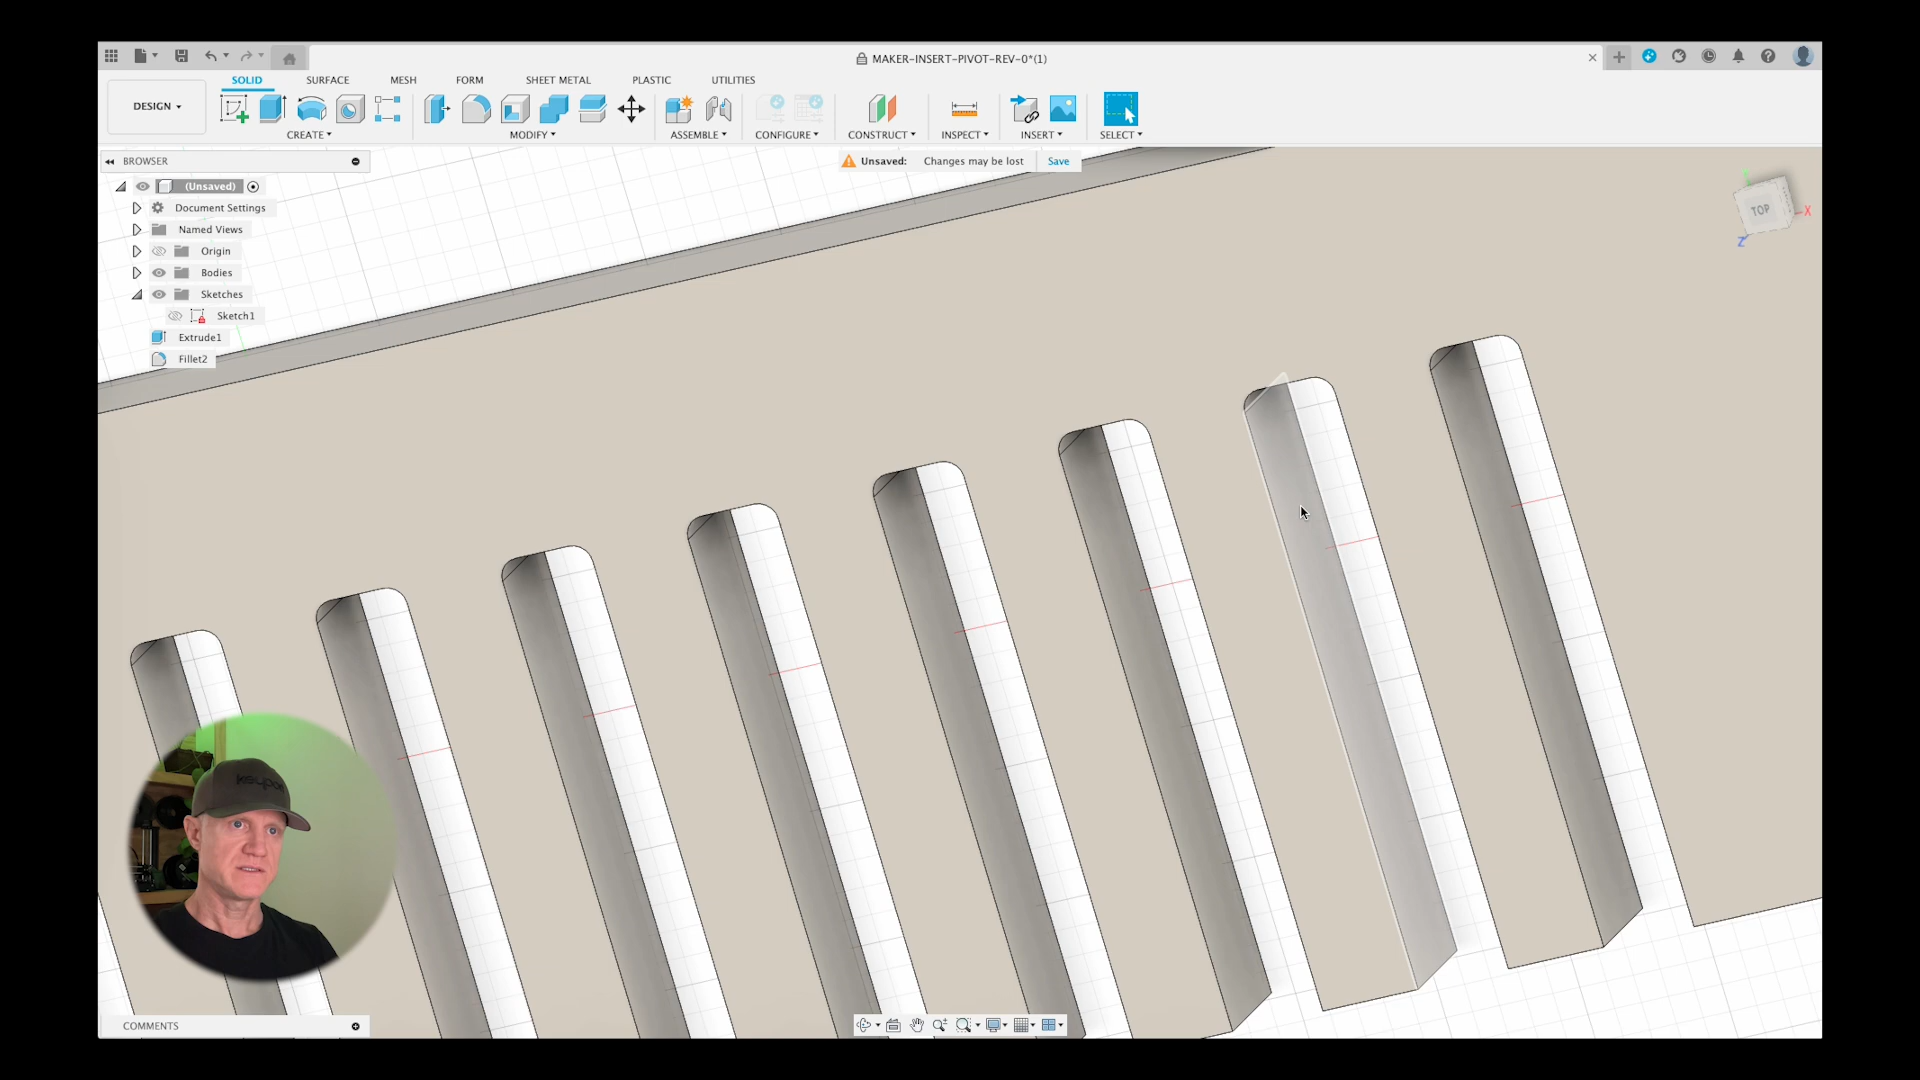 MAKER-INSERT-PIVOT-REV-0*(1)
SOLID SURFACE MESH FORM SHEET METAL PLASTIC UTILITIES
DESIGN
CREATE MODIFY ASSEMBLE CONFIGURE CONSTRUCT INSPECT INSERT SELECT
BROWSER
Unsaved: Changes may be lost Save
(Unsaved)
Document Settings
Named Views
Origin
Bodies
Sketches
Sketch1
Extrude1
Fillet2
TOP
X
Z
COMMENTS